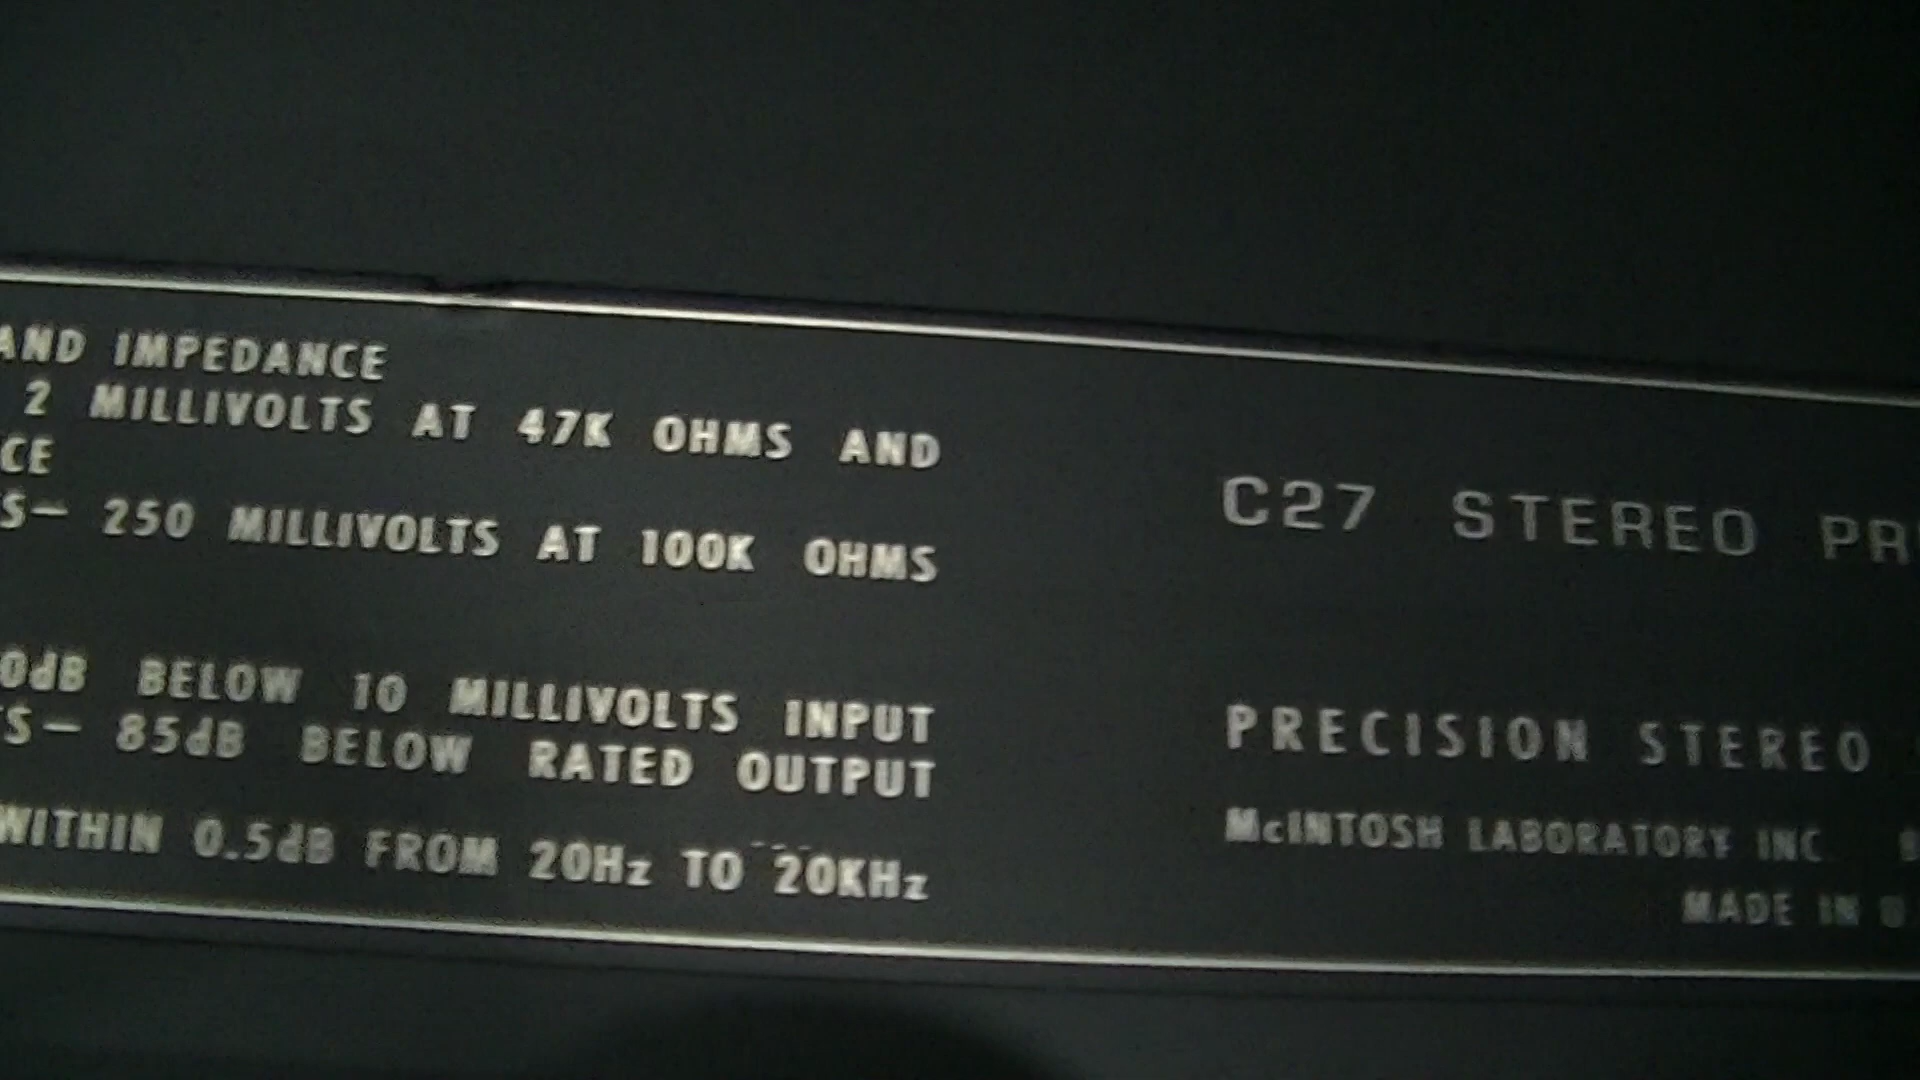 AND IMPEDANCE
2 MILLIVOLTS AT 47K OHMS AND
CE
S— 250 MILLIVOLTS AT 100K OHMS
0dB BELOW 10 MILLIVOLTS INPUT
TS— 85dB BELOW RATED OUTPUT
WITHIN 0.5dB FROM 20Hz TO 20KHz
C27 STEREO PR
PRECISION STEREO
McINTOSH LABORATORY INC
MADE IN U